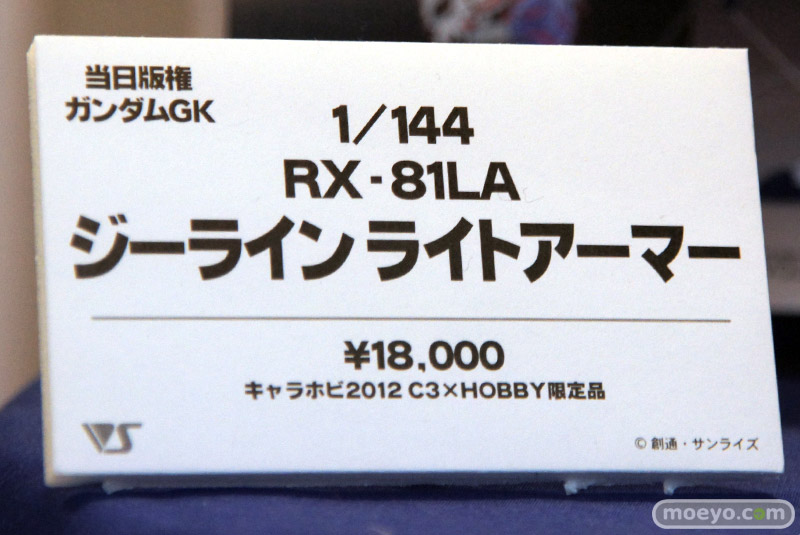 当日版権
ガンダムGK
1/144
RX-81LA
ジーライン ライトアーマー
¥18,000
キャラホビ2012 C3×HOBBY限定品
VS
© 創通・サンライズ
moeyo.com